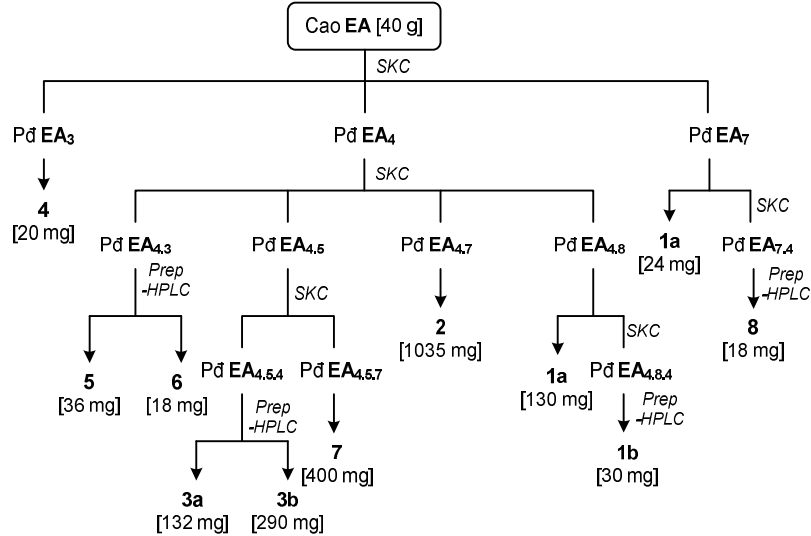 Cao EA [40 g]
SKC
Pđ EA3
Pđ EA4
Pđ EA7
SKC
4
[20 mg]
SKC
1a
[24 mg]
Pđ EA4.3
Pđ EA4.5
Pđ EA4.7
Pđ EA4.8
Pđ EA7.4
Prep
-HPLC
SKC
Prep
-HPLC
2
[1035 mg]
8
[18 mg]
SKC
5
[36 mg]
6
[18 mg]
Pđ EA4.5.4
Pđ EA4.5.7
1a
[130 mg]
Pđ EA4.8.4
Prep
-HPLC
Prep
-HPLC
7
[400 mg]
1b
[30 mg]
3a
[132 mg]
3b
[290 mg]